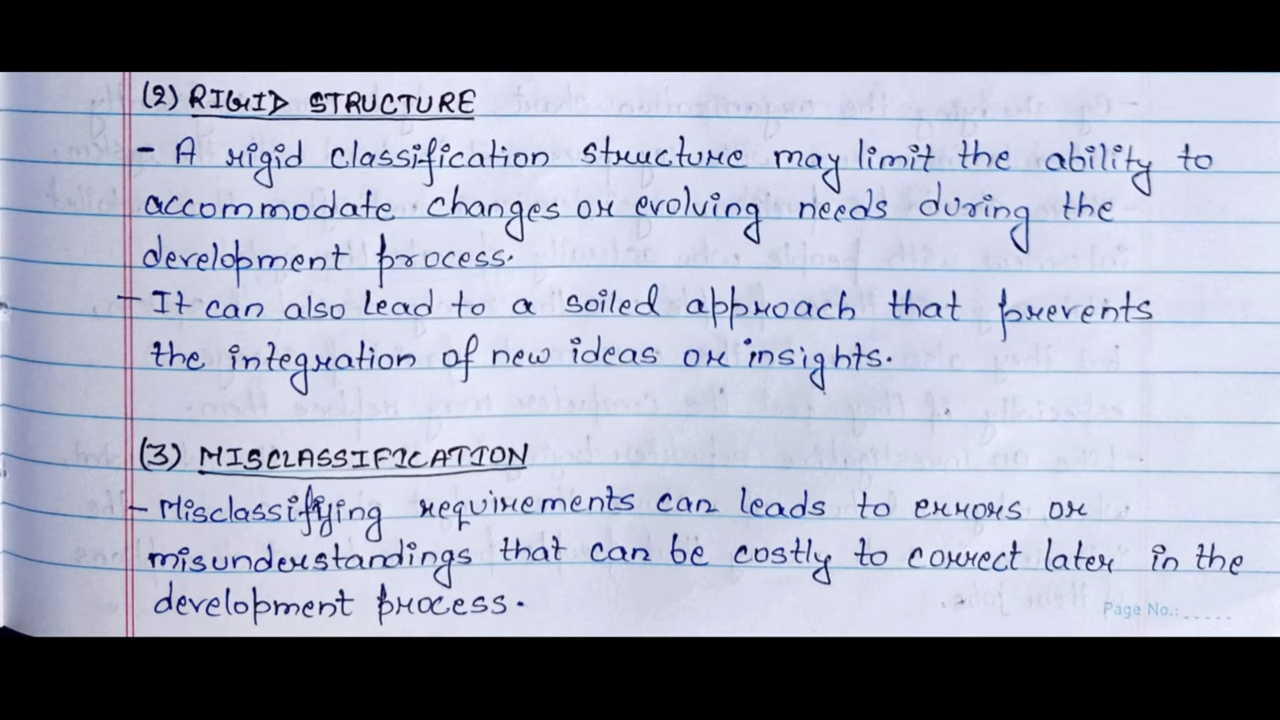 (2) RIGID STRUCTURE
- A rigid classification structure may limit the ability to
accommodate changes or evolving needs during the
development process.
- It can also lead to a soiled approach that prevents
the integration of new ideas or insights.
(3) MISCLASSIFICATION
- Misclassifying requirements can leads to errors or
misunderstandings that can be costly to correct later in the
development process.
Page No.: